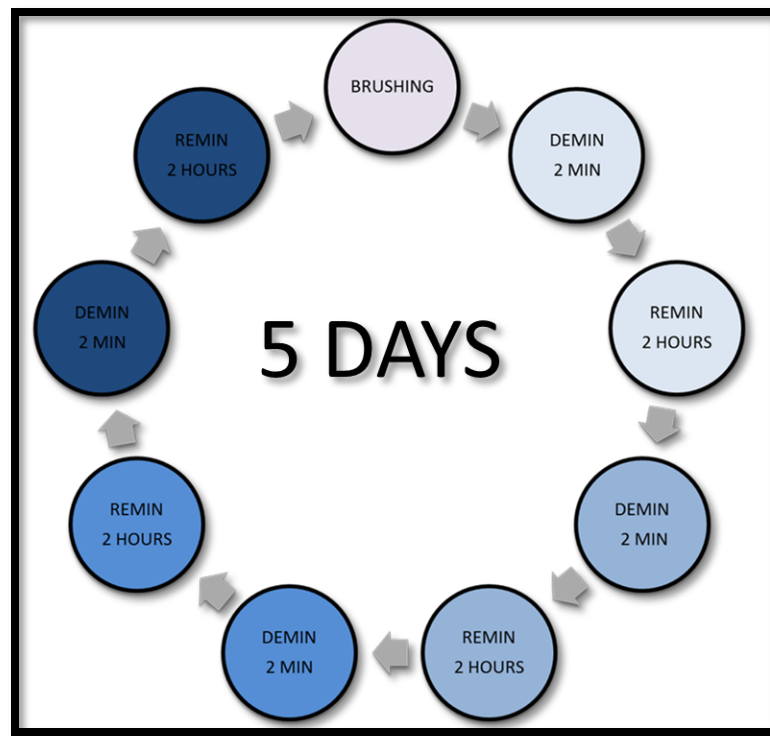 BRUSHING
DEMIN
2 MIN
REMIN
2 HOURS
DEMIN
2 MIN
REMIN
2 HOURS
DEMIN
2 MIN
REMIN
2 HOURS
DEMIN
2 MIN
REMIN
2 HOURS
5 DAYS